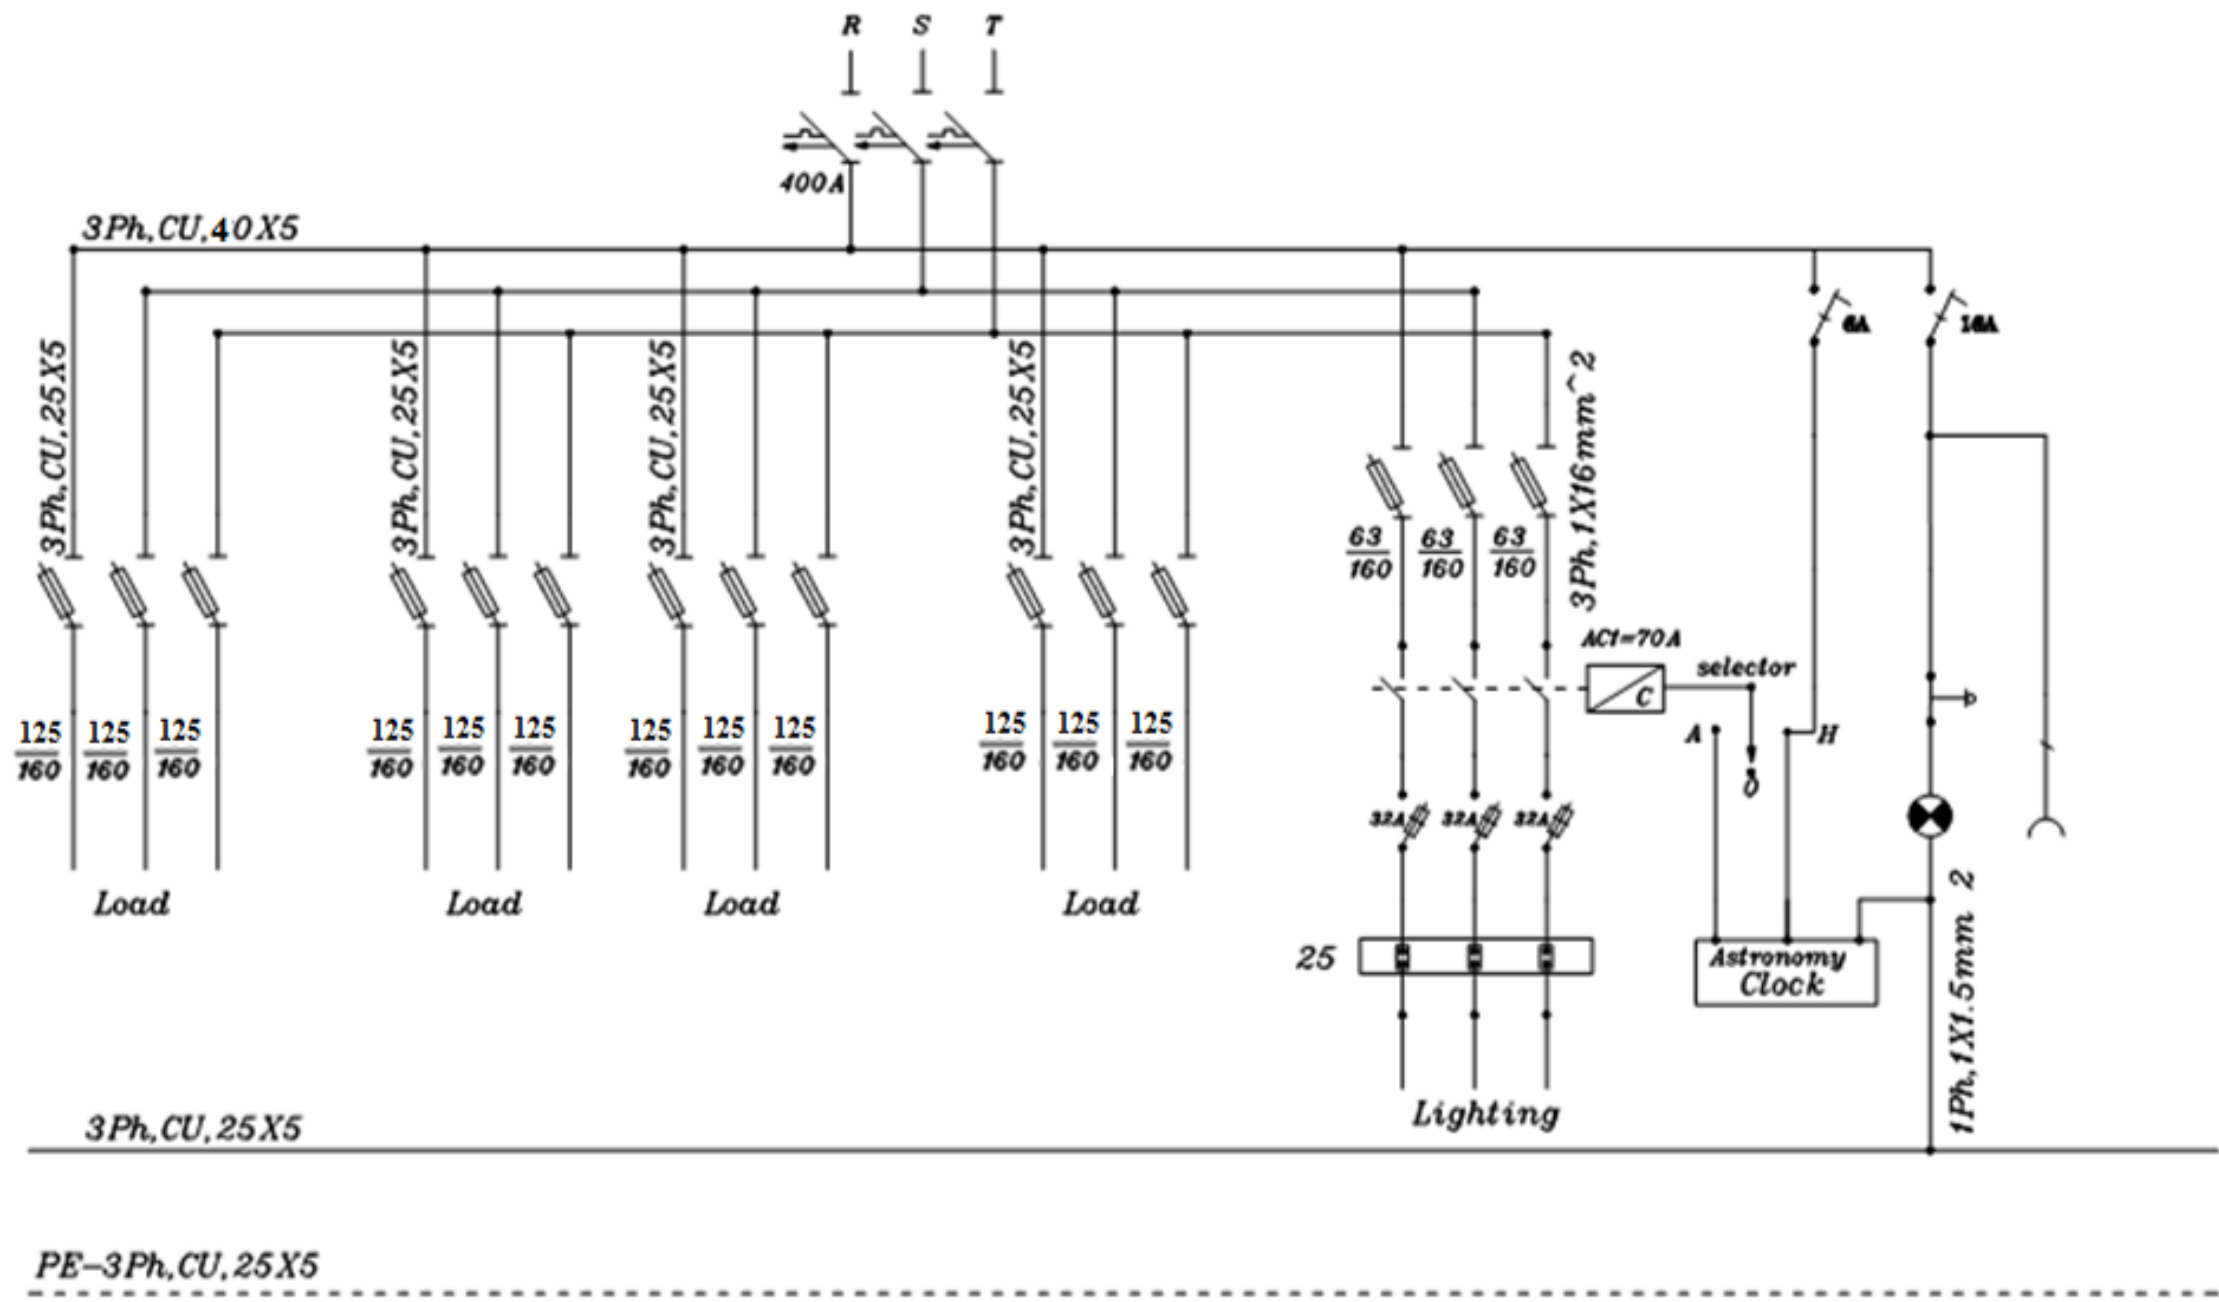 R S T
400A
3Ph,CU,40X5
3Ph,CU,25X5
3Ph,CU,25X5
3Ph,CU,25X5
3Ph,CU,25X5
3Ph,1X16mm^2
6A
16A
63 63 63
160 160 160
AC1=70A
selector
C
A
H
0
125 125 125
160 160 160
125 125 125
160 160 160
125 125 125
160 160 160
125 125 125
160 160 160
32A 32A 32A
Load
Load
Load
Load
25
Astronomy
Clock
1Ph,1X1.5mm 2
Lighting
3Ph,CU,25X5
PE-3Ph,CU,25X5